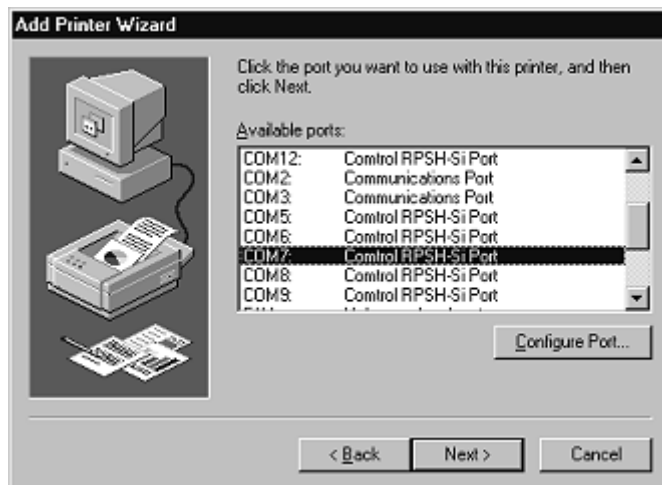 Add Printer Wizard
Click the port you want to use with this printer, and then
click Next.
Available ports:
COM12: Comtrol RPSH-Si Port
COM2: Communications Port
COM3: Communications Port
COM5: Comtrol RPSH-Si Port
COM6: Comtrol RPSH-Si Port
COM7: Comtrol RPSH-Si Port
COM8: Comtrol RPSH-Si Port
COM9: Comtrol RPSH-Si Port
Configure Port...
< Back Next > Cancel